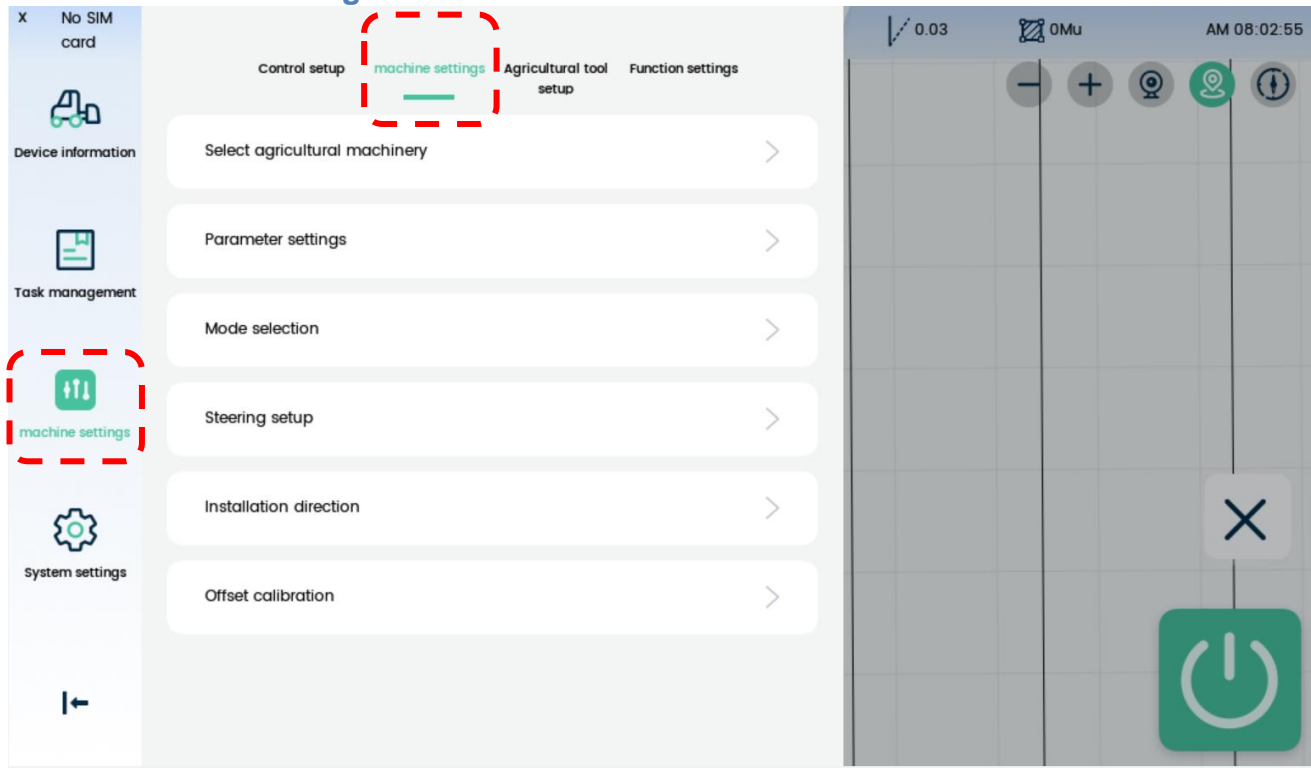 X No SIM
card
0.03
0Mu
AM 08:02:55
Control setup
machine settings
Agricultural tool
setup
Function settings
Device information
Task management
machine settings
System settings
Select agricultural machinery
Parameter settings
Mode selection
Steering setup
Installation direction
Offset calibration